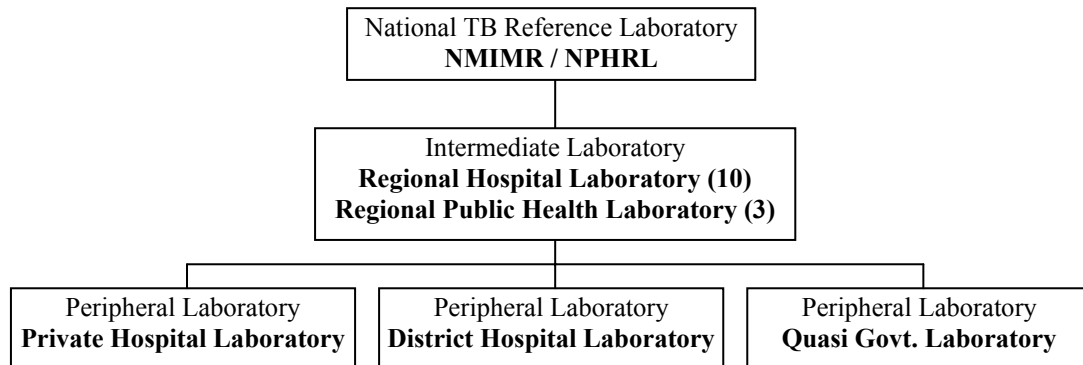 National TB Reference Laboratory
NMIMR / NPHRL
Intermediate Laboratory
Regional Hospital Laboratory (10)
Regional Public Health Laboratory (3)
Peripheral Laboratory
Private Hospital Laboratory
Peripheral Laboratory
District Hospital Laboratory
Peripheral Laboratory
Quasi Govt. Laboratory